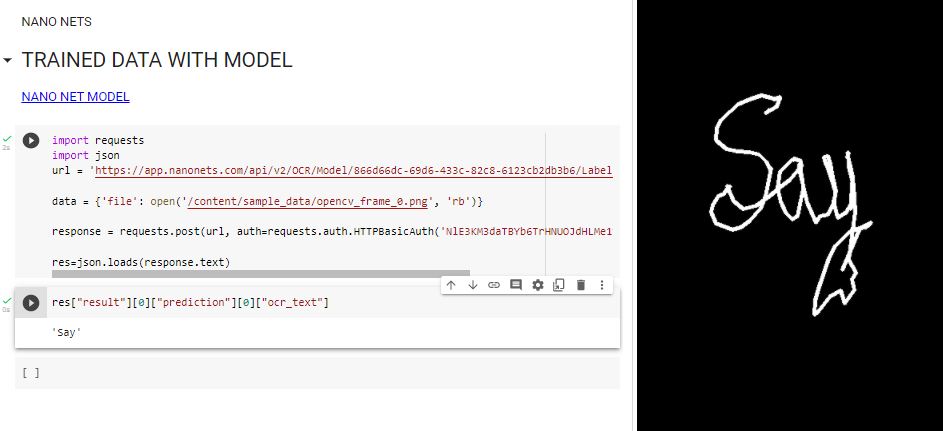 NANO NETS
TRAINED DATA WITH MODEL
NANO NET MODEL
2s
import requests
import json
url = 'https://app.nanonets.com/api/v2/OCR/Model/866d66dc-69d6-433c-82c8-6123cb2db3b6/Label
data = {'file': open('/content/sample_data/opencv_frame_0.png', 'rb')}
response = requests.post(url, auth=requests.auth.HTTPBasicAuth('NlE3KM3daTBYb6TrHNUOJdHLMe1
res=json.loads(response.text)
0s
res["result"][0]["prediction"][0]["ocr_text"]
'Say'
[ ]
Say